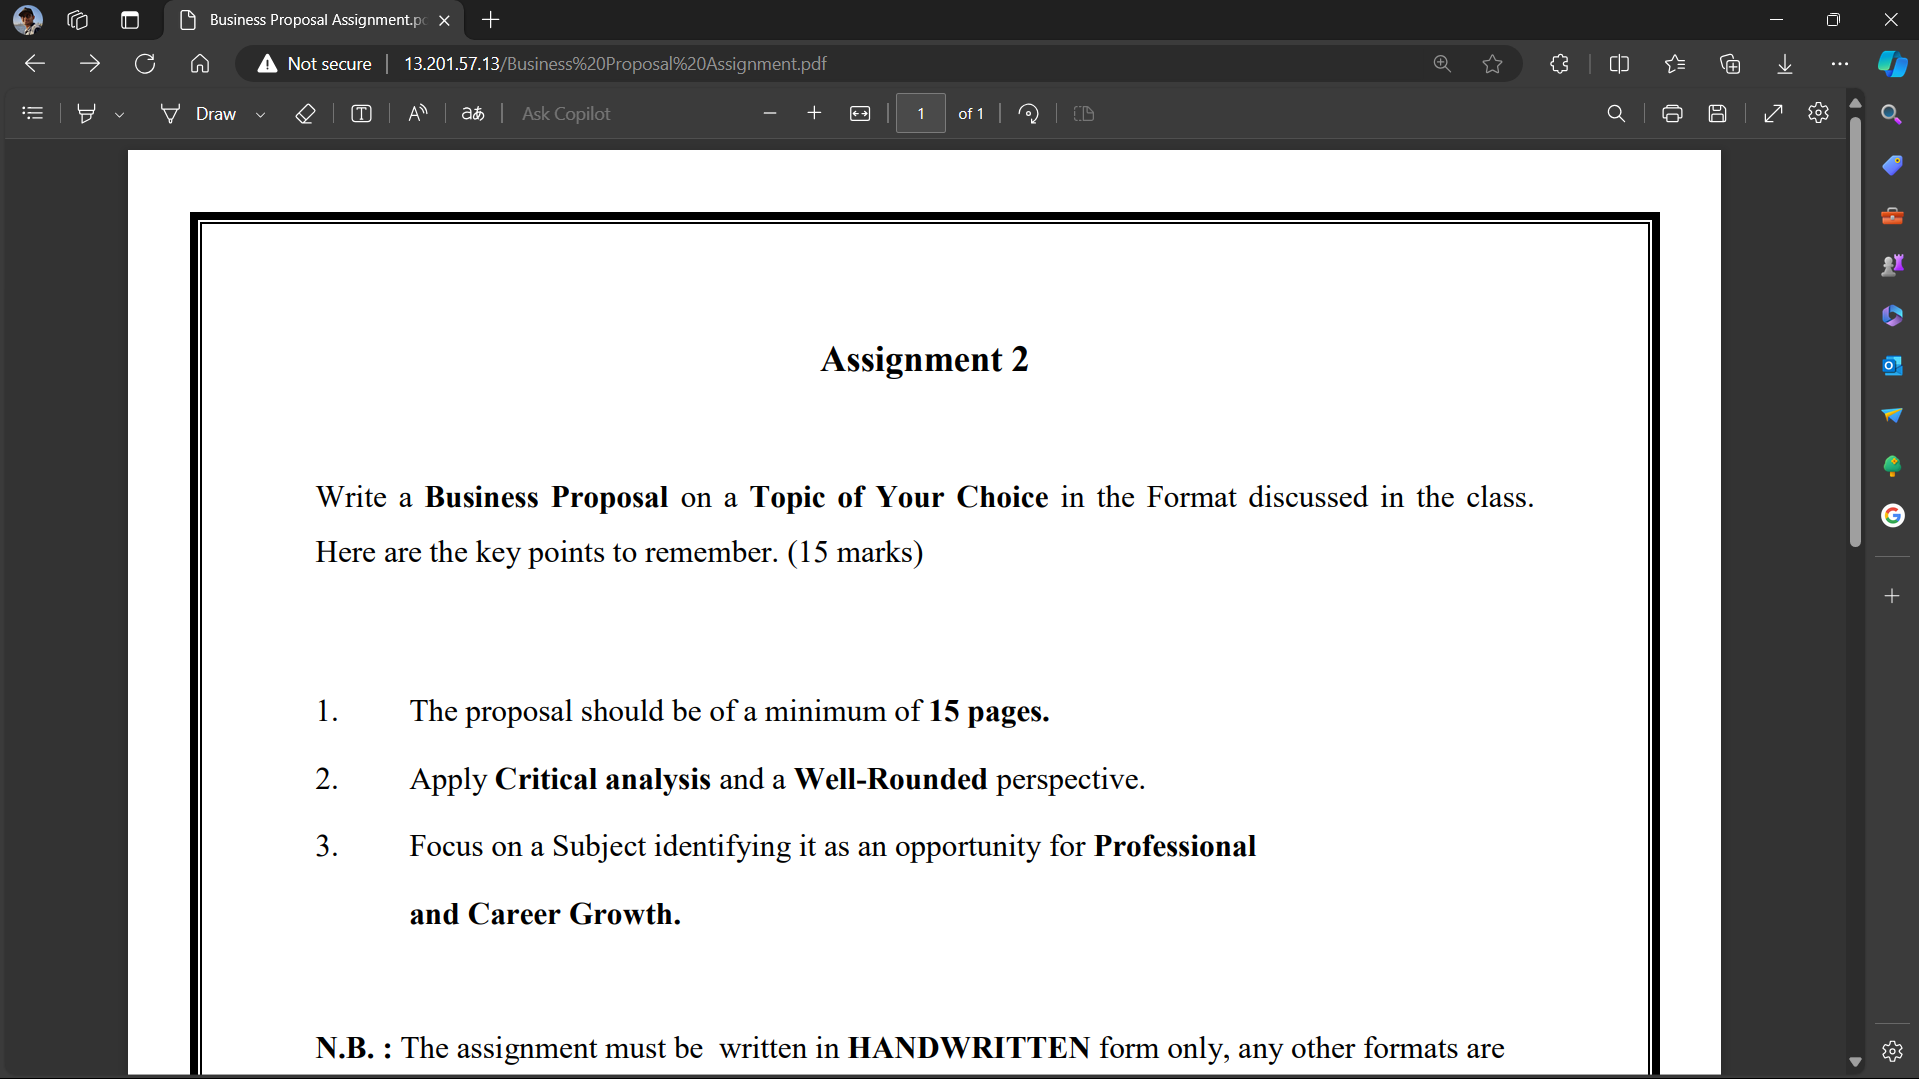 Business Proposal Assignment.p
Not secure
13.201.57.13/Business%20Proposal%20Assignment.pdf
Draw
aあ
Ask Copilot
1
of 1
Assignment 2
Write a Business Proposal on a Topic of Your Choice in the Format discussed in the class.
Here are the key points to remember. (15 marks)
1. The proposal should be of a minimum of 15 pages.
2. Apply Critical analysis and a Well-Rounded perspective.
3. Focus on a Subject identifying it as an opportunity for Professional
and Career Growth.
N.B. : The assignment must be written in HANDWRITTEN form only, any other formats are